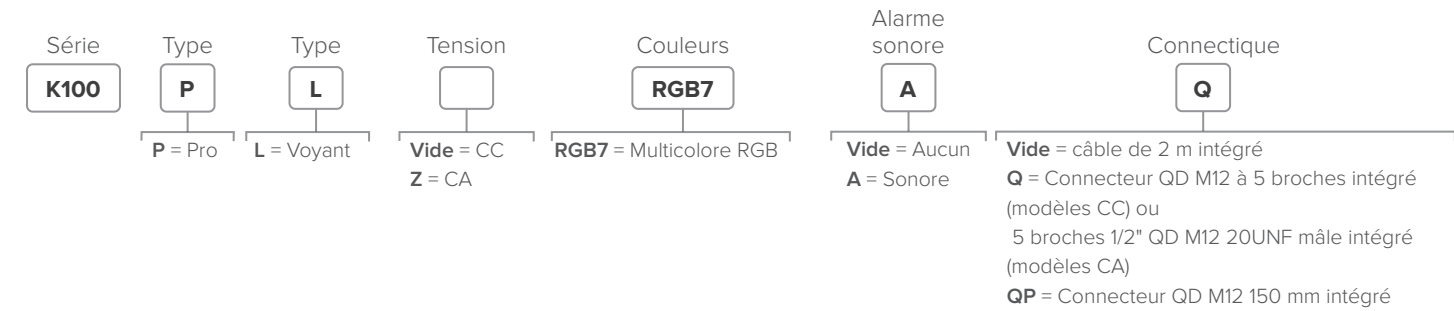 Série
Type
Type
Tension
Couleurs
Alarme
sonore
Connectique
K100
P
L
RGB7
A
Q
P = Pro
L = Voyant
Vide = CC
Z = CA
RGB7 = Multicolore RGB
Vide = Aucun
A = Sonore
Vide = câble de 2 m intégré
Q = Connecteur QD M12 à 5 broches intégré
(modèles CC) ou
5 broches 1/2" QD M12 20UNF mâle intégré
(modèles CA)
QP = Connecteur QD M12 150 mm intégré